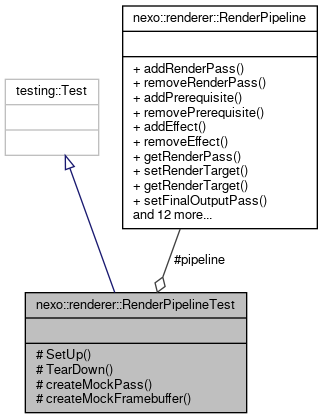 nexo::renderer::RenderPipeline
+ addRenderPass()
+ removeRenderPass()
+ addPrerequisite()
+ removePrerequisite()
+ addEffect()
+ removeEffect()
+ getRenderPass()
+ setRenderTarget()
+ getRenderTarget()
+ setFinalOutputPass()
and 12 more...
testing::Test
#pipeline
nexo::renderer::RenderPipelineTest
# SetUp()
# TearDown()
# createMockPass()
# createMockFramebuffer()